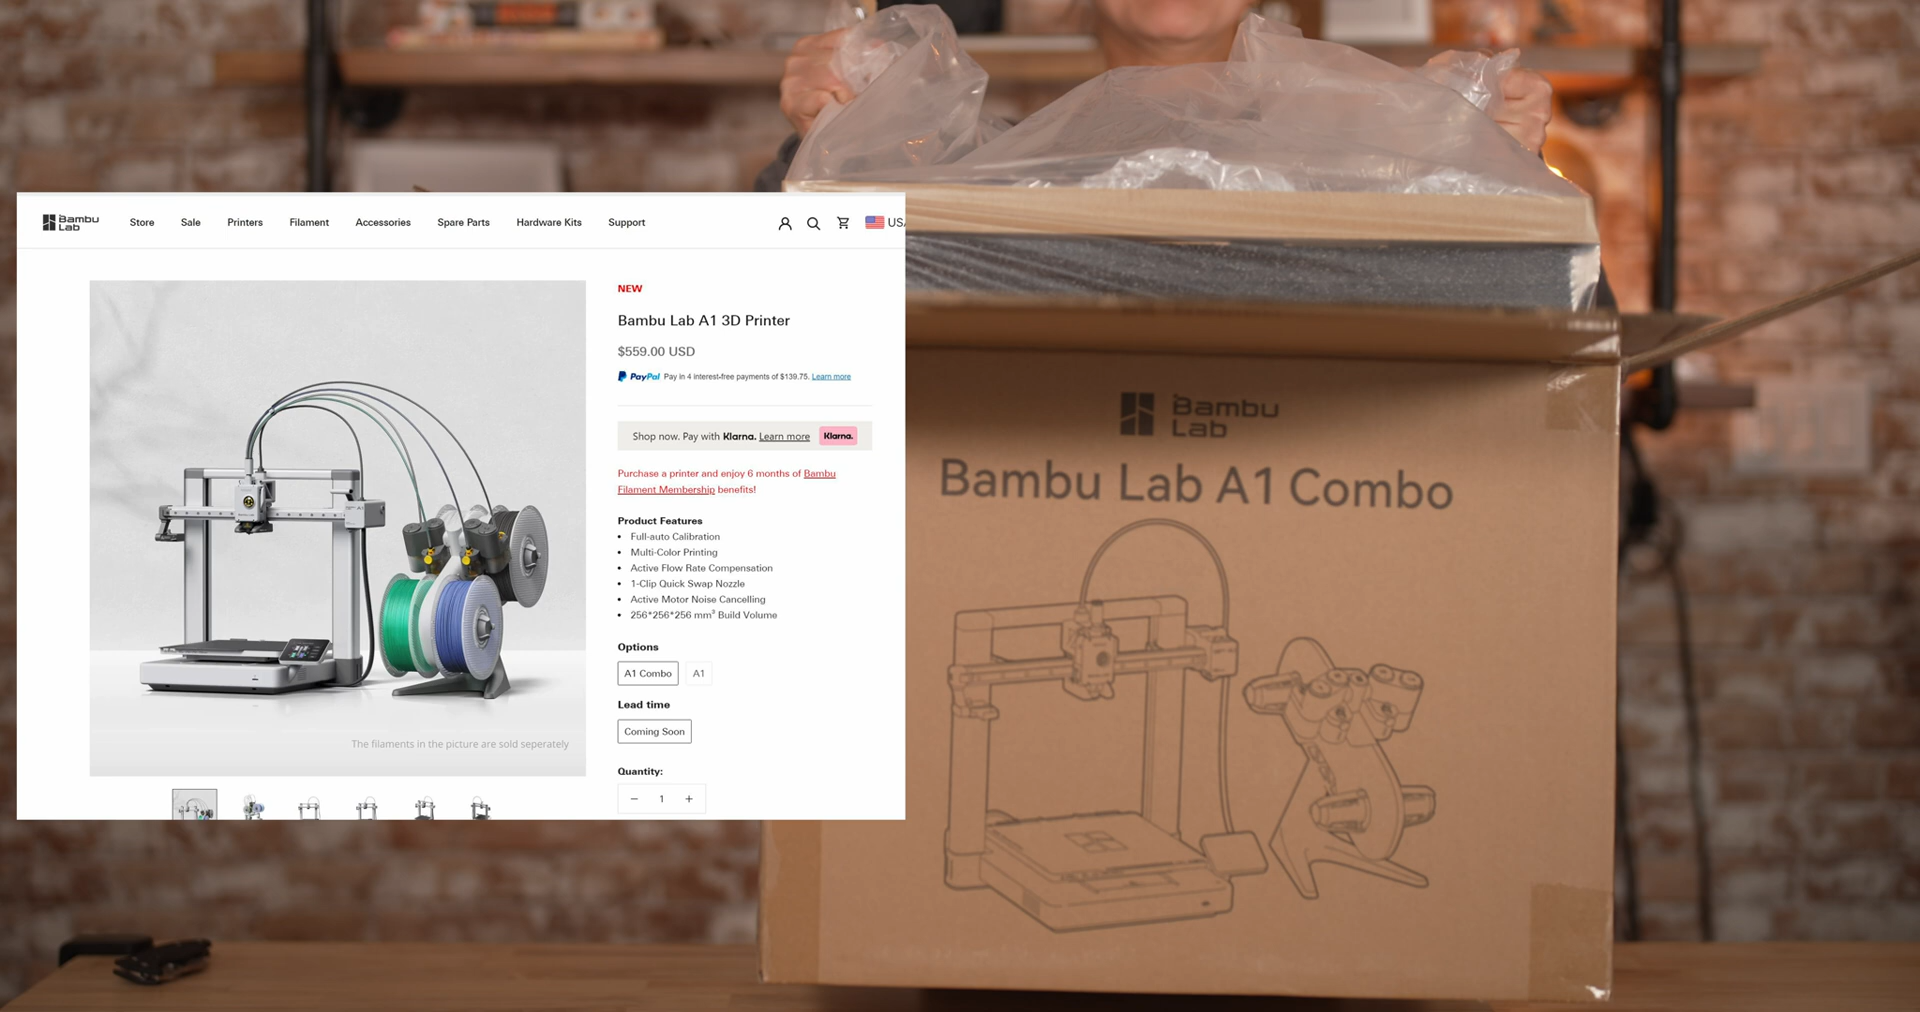 Bambu
Lab
Store
Sale
Printers
Filament
Accessories
Spare Parts
Hardware Kits
Support
NEW
Bambu Lab A1 3D Printer
$559.00 USD
PayPal Pay in 4 interest-free payments of $139.75. Learn more
Shop now. Pay with Klarna. Learn more Klarna.
Purchase a printer and enjoy 6 months of Bambu
Filament Membership benefits!
Product Features
• Full-auto Calibration
• Multi-Color Printing
• Active Flow Rate Compensation
• 1-Clip Quick Swap Nozzle
• Active Motor Noise Cancelling
• 256*256*256 mm³ Build Volume
Options
A1 Combo
A1
Lead time
Coming Soon
Quantity:
− 1 +
The filaments in the picture are sold seperately
Bambu
Lab
Bambu Lab A1 Combo